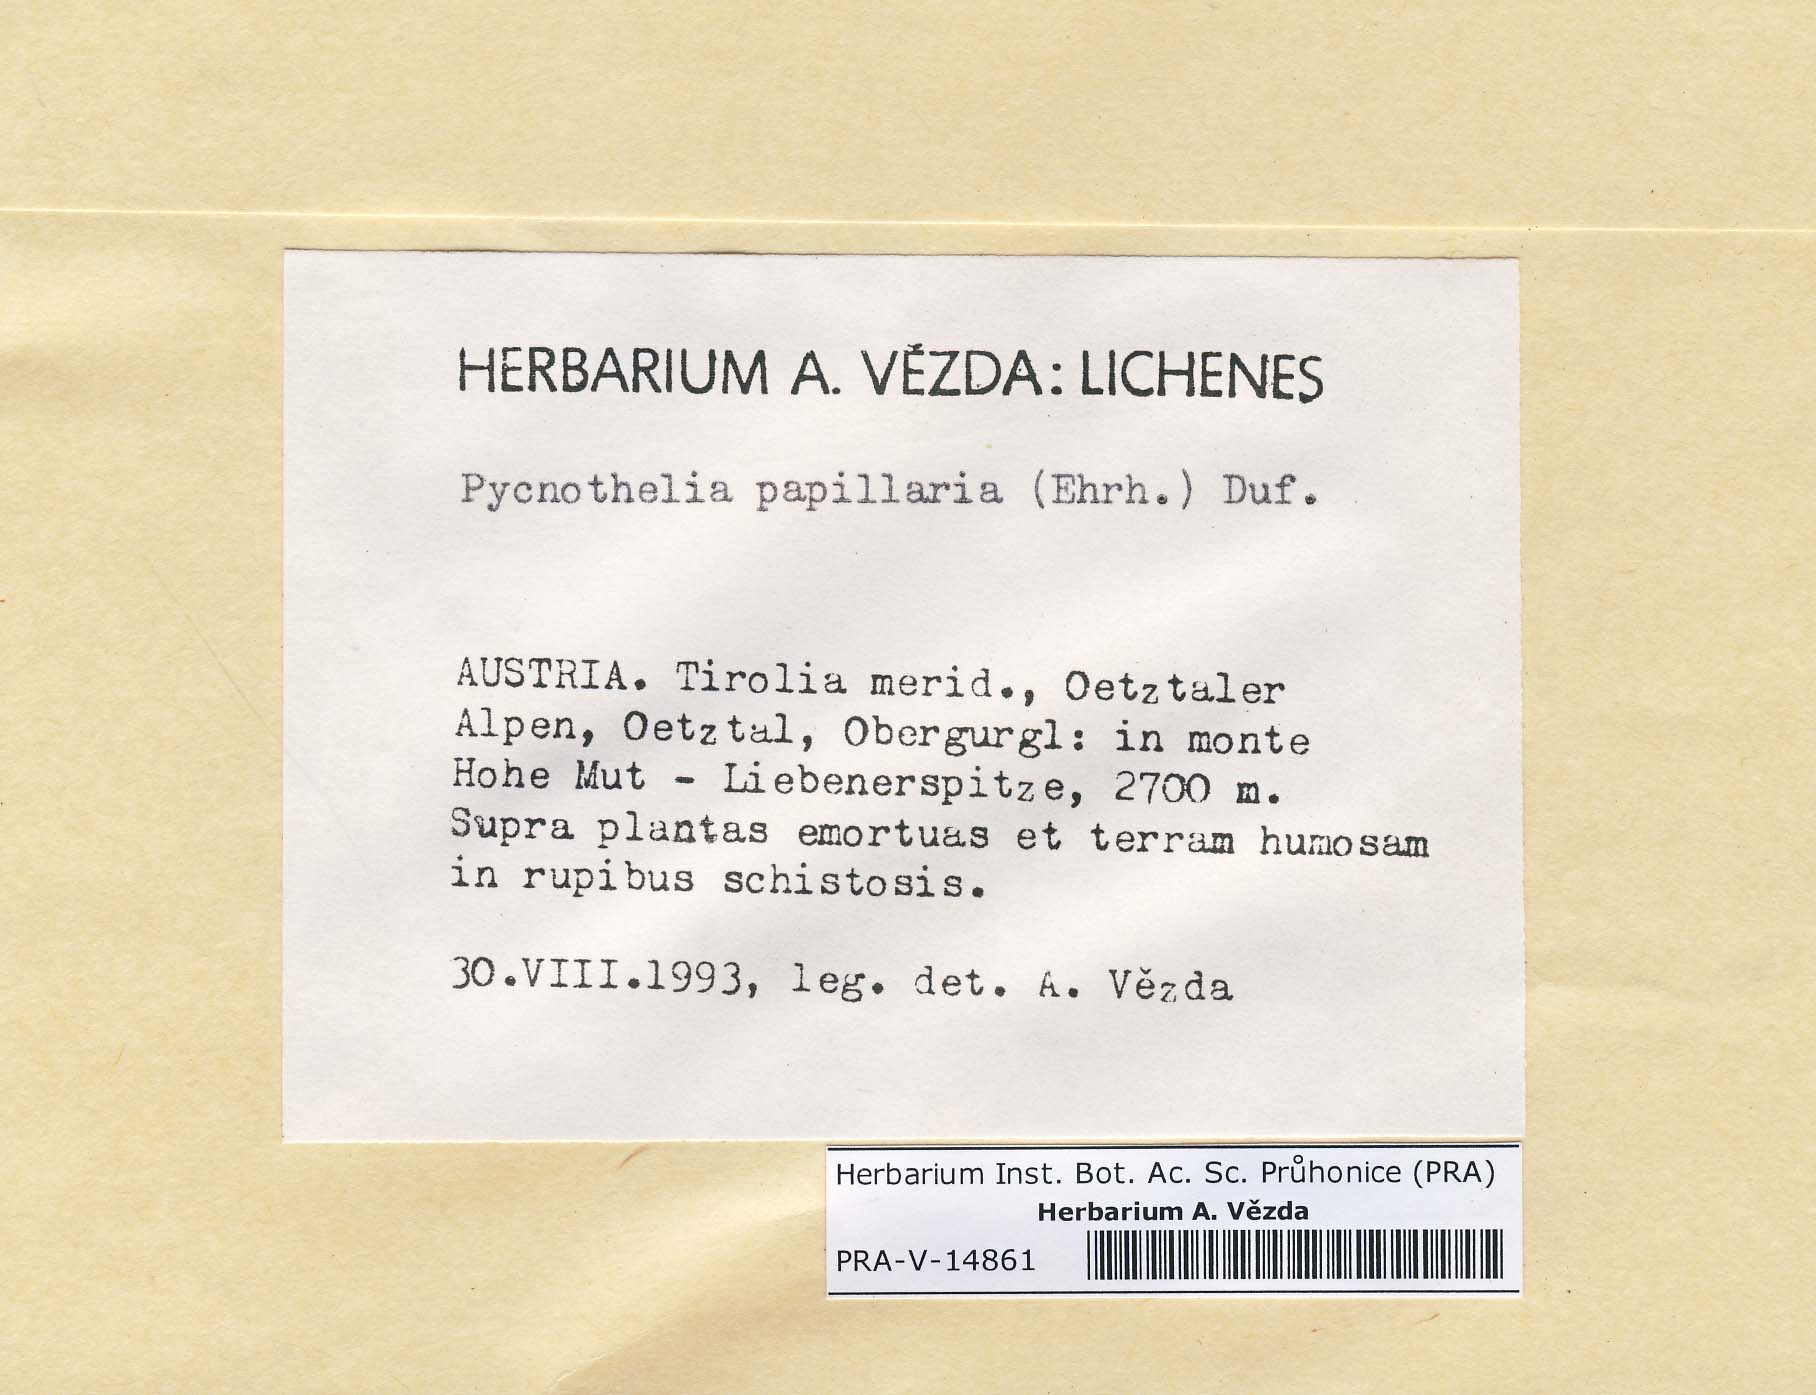 HERBARIUM A. VĚZDA: LICHENES
Pycnothelia papillaria (Ehrh.) Duf.
AUSTRIA. Tirolia merid., Oetztaler
Alpen, Oetztal, Obergurgl: in monte
Hohe Mut - Liebenerspitze, 2700 m.
Supra plantas emortuas et terram humosam
in rupibus schistosis.
30.VIII.1993, leg. det. A. Vězda
Herbarium Inst. Bot. Ac. Sc. Průhonice (PRA)
Herbarium A. Vězda
PRA-V-14861